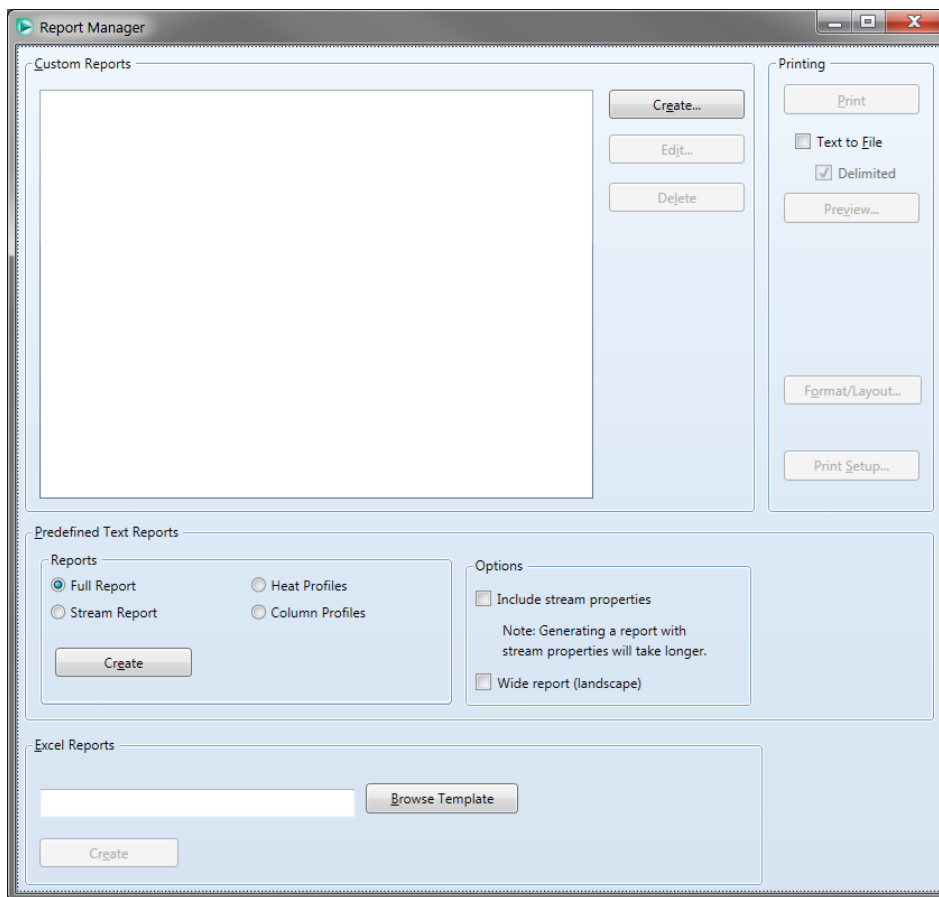 Report Manager
Custom Reports
Create...
Edit...
Delete
Printing
Print
Text to File
Delimited
Preview...
Format/Layout...
Print Setup...
Predefined Text Reports
Reports
Full Report
Heat Profiles
Stream Report
Column Profiles
Create
Options
Include stream properties
Note: Generating a report with
stream properties will take longer.
Wide report (landscape)
Excel Reports
Browse Template
Create